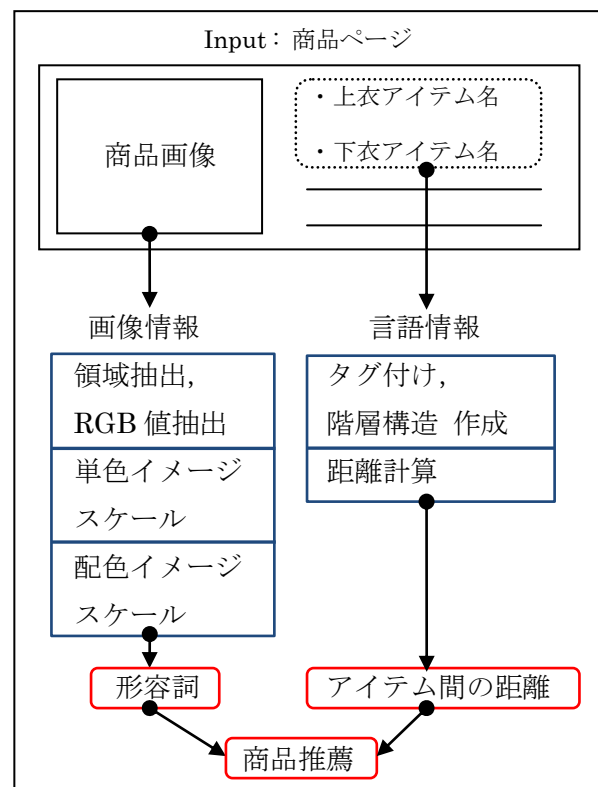 Input：商品ページ
商品画像
・上衣アイテム名
・下衣アイテム名
画像情報
領域抽出,
RGB 値抽出
単色イメージ
スケール
配色イメージ
スケール
形容詞
言語情報
タグ付け,
階層構造 作成
距離計算
アイテム間の距離
商品推薦